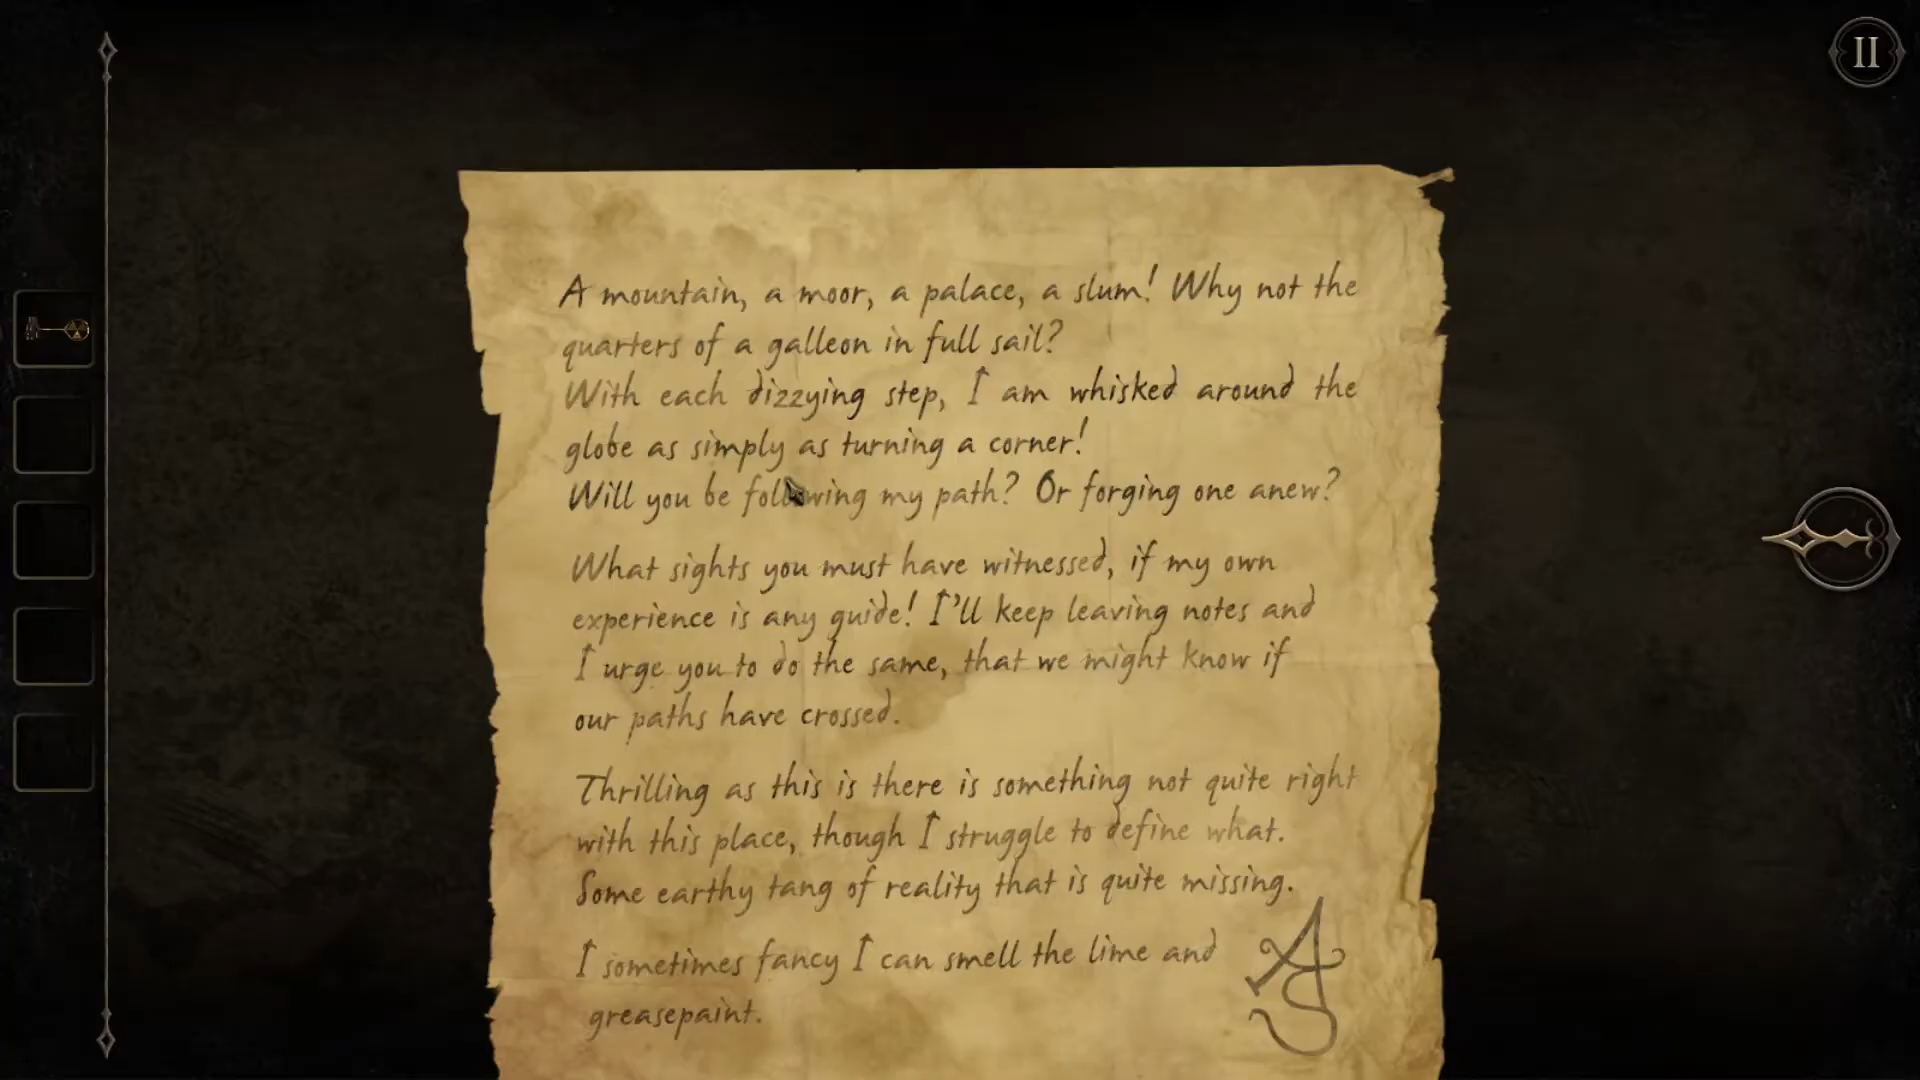 II
A mountain, a moor, a palace, a slum! Why not the
quarters of a galleon in full sail?
With each dizzying step, I am whisked around the
globe as simply as turning a corner!
Will you be following my path? Or forging one anew?
What sights you must have witnessed, if my own
experience is any guide! I'll keep leaving notes and
I urge you to do the same, that we might know if
our paths have crossed.
Thrilling as this is there is something not quite right
with this place, though I struggle to define what.
Some earthy tang of reality that is quite missing.
I sometimes fancy I can smell the lime and
greasepaint.
AS